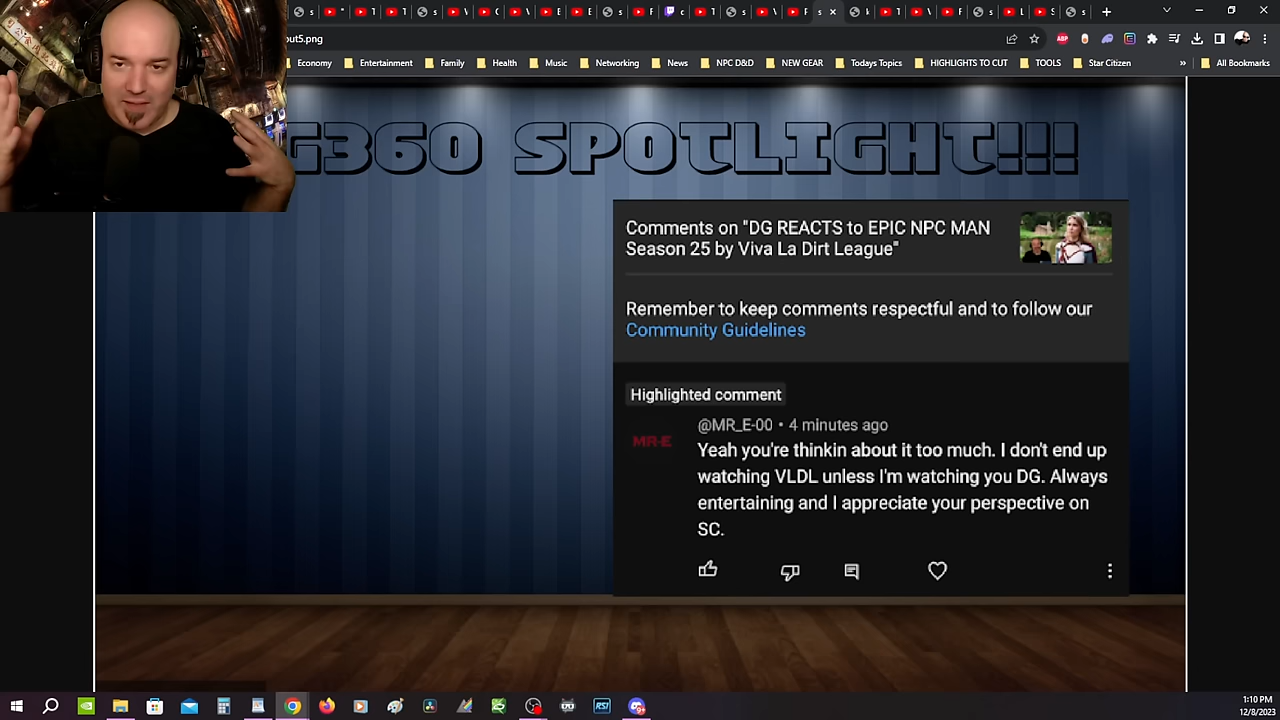 out5.png
Economy
Entertainment
Family
Health
Music
Networking
News
NPC D&D
NEW GEAR
Todays Topics
HIGHLIGHTS TO CUT
TOOLS
Star Citizen
»
All Bookmarks
G360 SPOTLIGHT!!!
Comments on "DG REACTS to EPIC NPC MAN
Season 25 by Viva La Dirt League"
Remember to keep comments respectful and to follow our
Community Guidelines
Highlighted comment
@MR_E-00 • 4 minutes ago
MR-E
Yeah you're thinkin about it too much. I don't end up
watching VLDL unless I'm watching you DG. Always
entertaining and I appreciate your perspective on
SC.
RSI
1:10 PM
12/8/2023